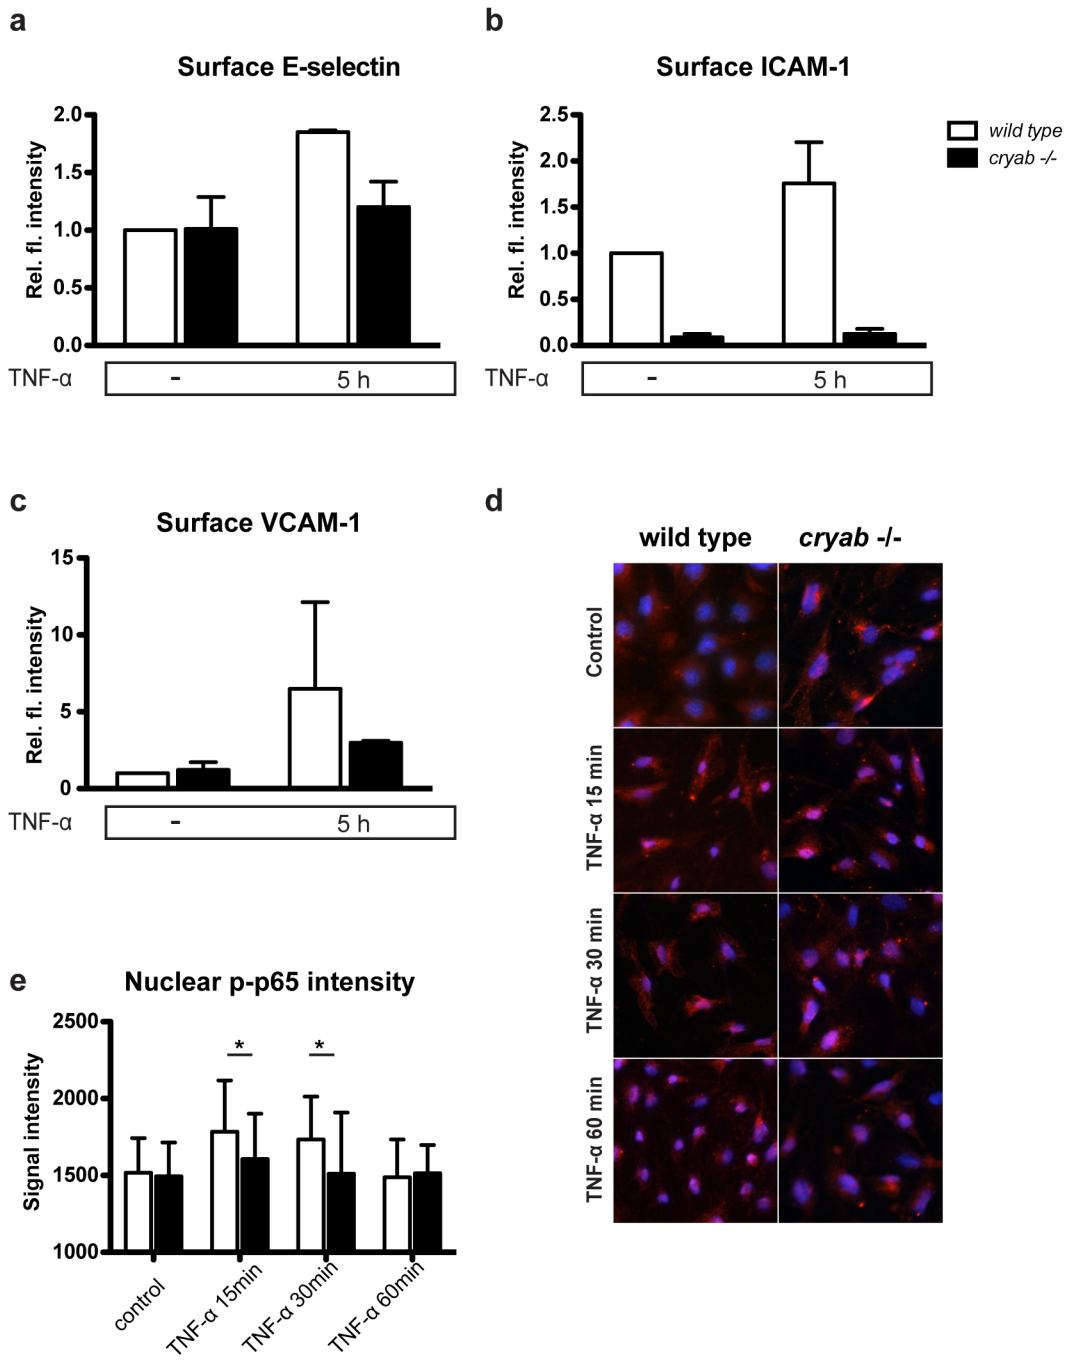 a
Surface E-selectin
Rel. fl. intensity
2.0
1.5
1.0
0.5
0.0
TNF-α
-
5 h
b
Surface ICAM-1
Rel. fl. intensity
2.5
2.0
1.5
1.0
0.5
0.0
TNF-α
-
5 h
wild type
cryab -/-
c
Surface VCAM-1
Rel. fl. intensity
15
10
5
0
TNF-α
-
5 h
d
wild type
cryab -/-
Control
TNF-α 15 min
TNF-α 30 min
TNF-α 60 min
e
Nuclear p-p65 intensity
Signal intensity
2500
2000
1500
1000
*
*
control
TNF-α 15min
TNF-α 30min
TNF-α 60min